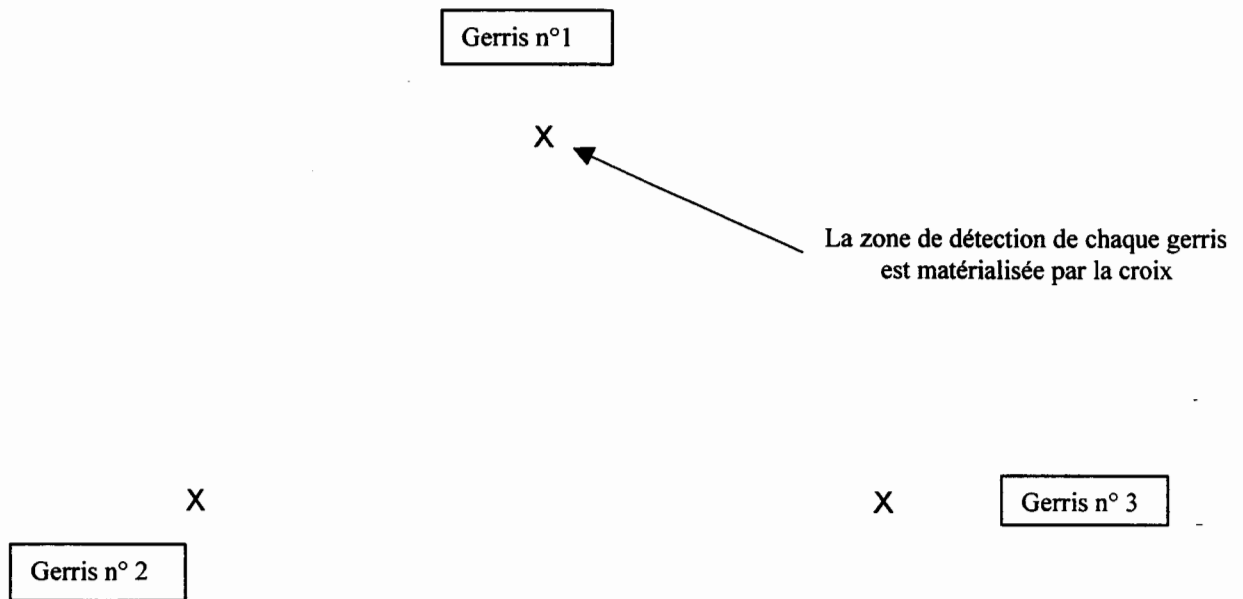 Gerris n°1
X
La zone de détection de chaque gerris
est matérialisée par la croix
X
X
Gerris n° 3
Gerris n° 2